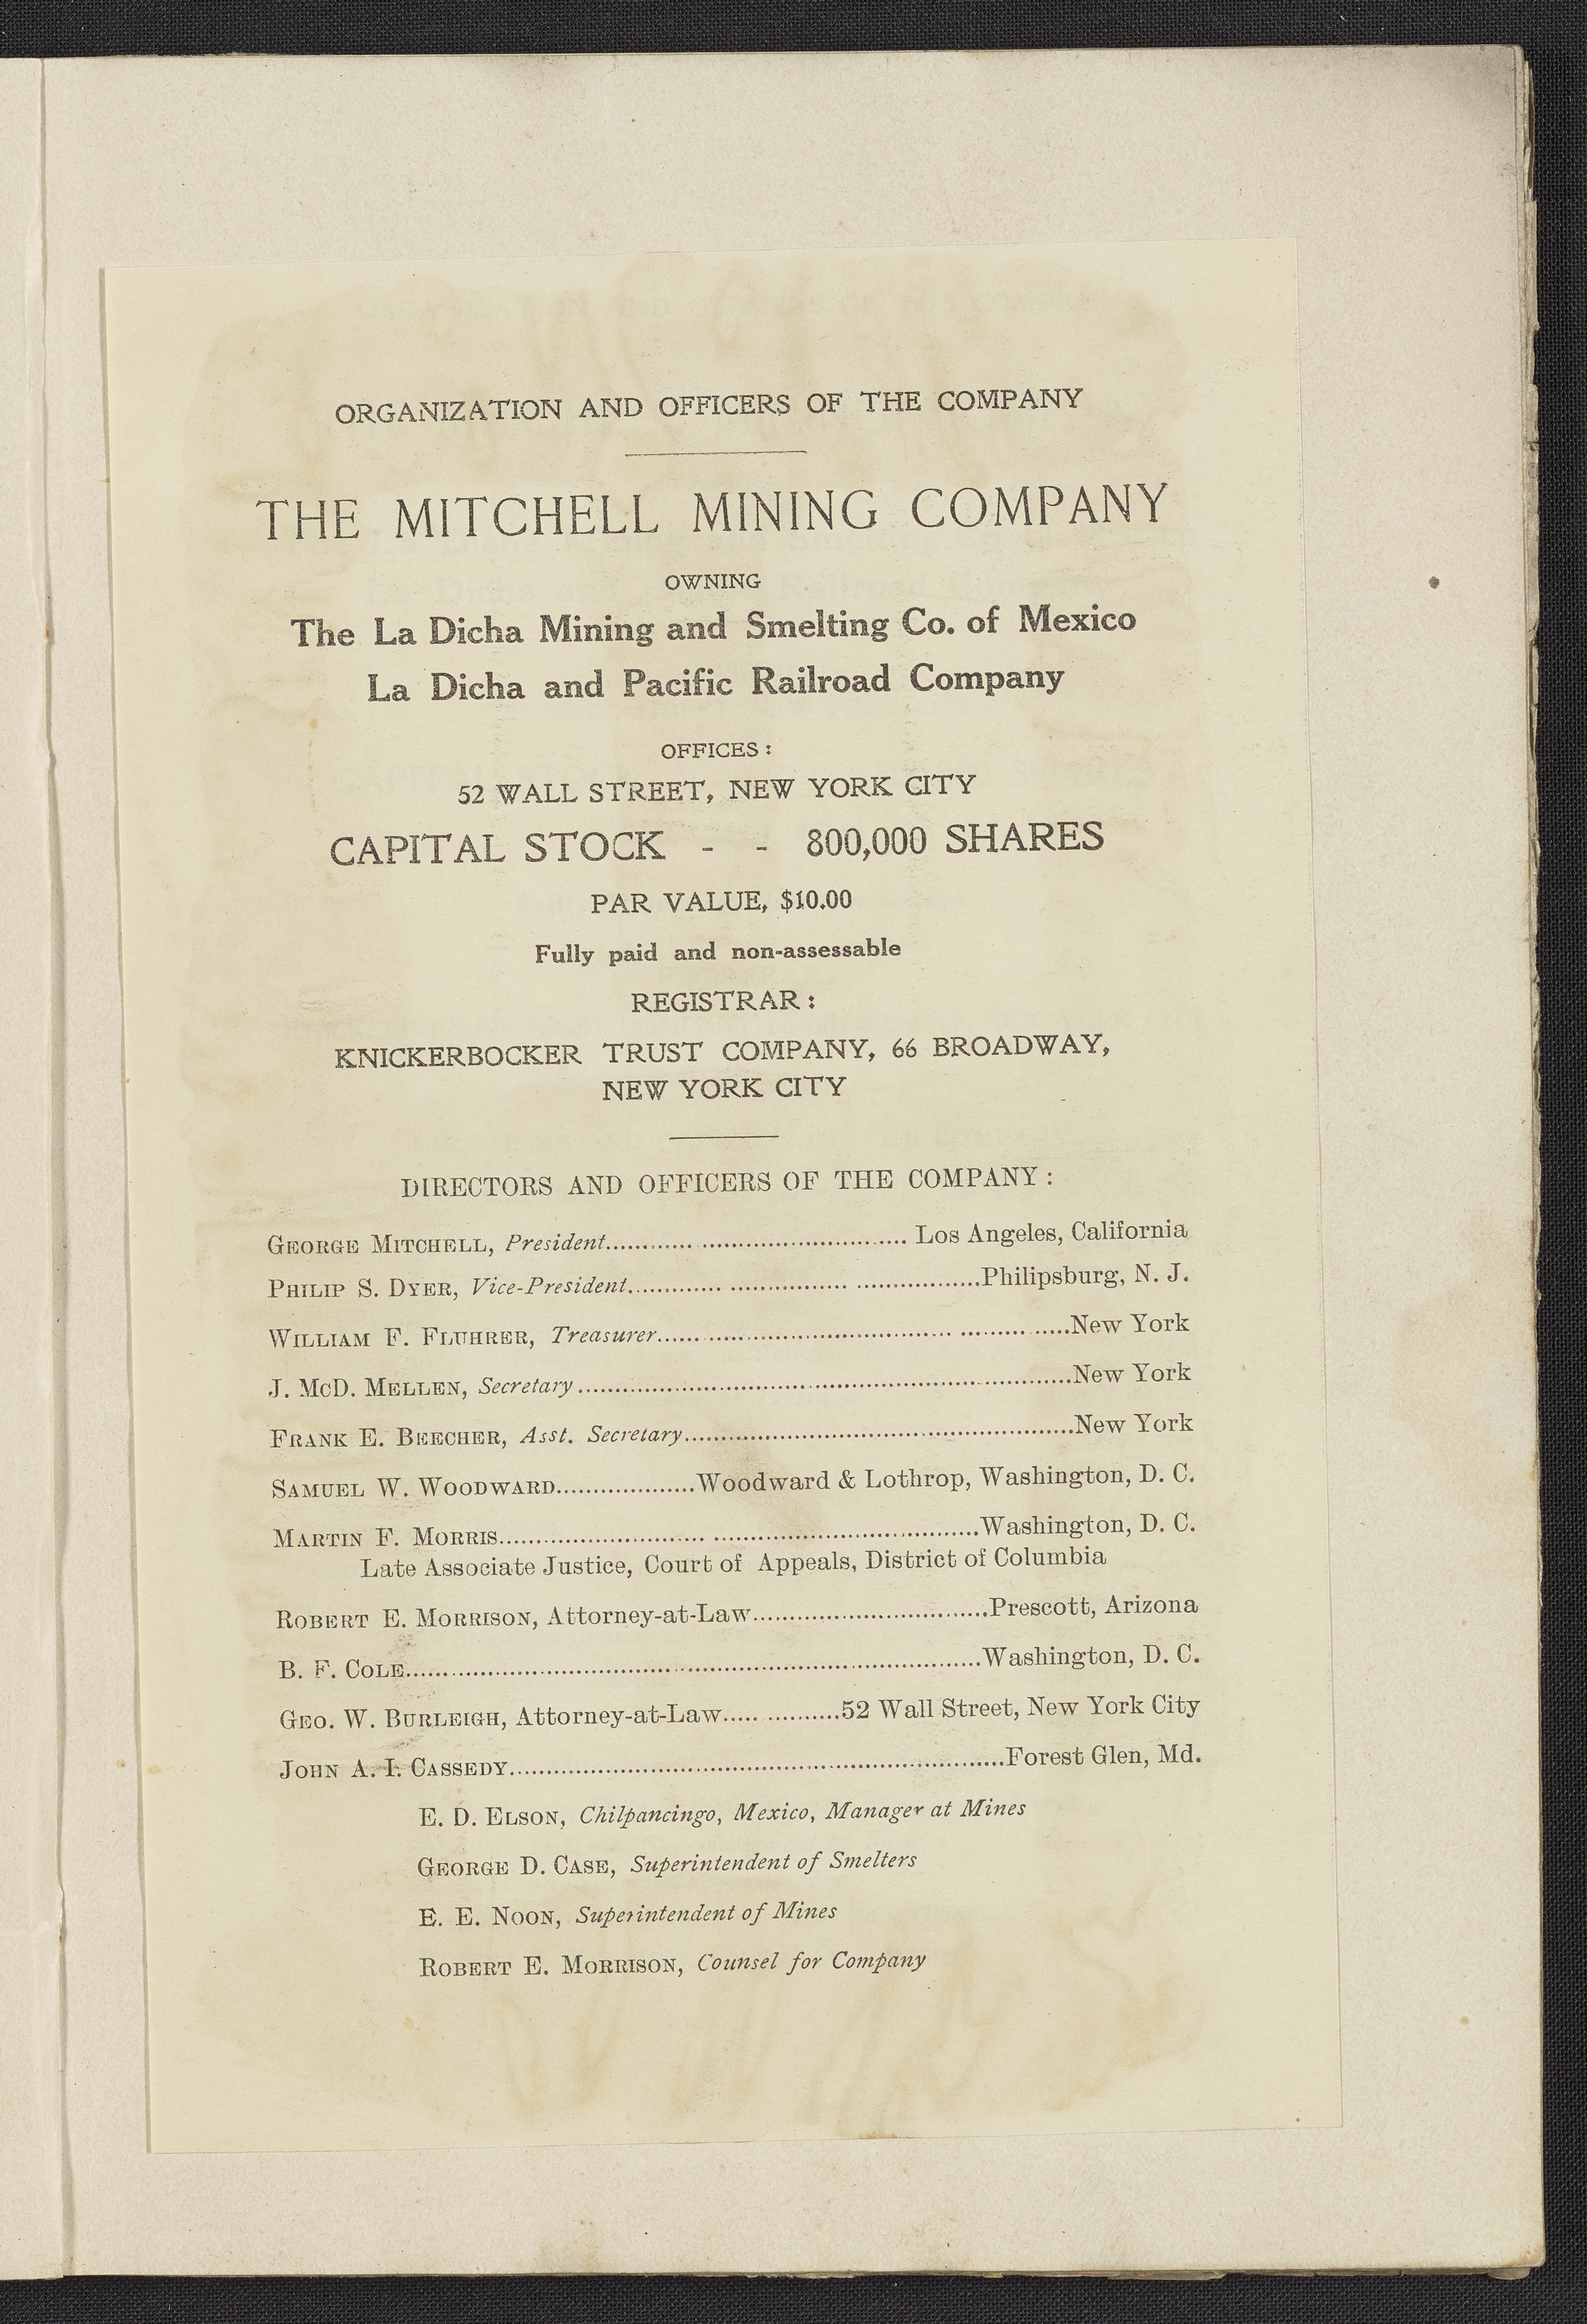 ORGANIZATION AND OFFICERS OF THE COMPANY
THE MITCHELL MINING COMPANY
OWNING
The La Dicha Mining and Smelting Co. of Mexico
La Dicha and Pacific Railroad Company
OFFICES:
52 WALL STREET, NEW YORK CITY
CAPITAL STOCK - - 800,000 SHARES
PAR VALUE, $10.00
Fully paid and non-assessable
REGISTRAR:
KNICKERBOCKER TRUST COMPANY, 66 BROADWAY,
NEW YORK CITY
DIRECTORS AND OFFICERS OF THE COMPANY:
GEORGE MITCHELL, President........................................ Los Angeles, California
PHILIP S. DYER, Vice-President................................................Philipsburg, N. J.
WILLIAM F. FLUHRER, Treasurer........................................................New York
J. McD. MELLEN, Secretary..................................................................New York
FRANK E. BEECHER, Asst. Secretary....................................................New York
SAMUEL W. WOODWARD...................Woodward & Lothrop, Washington, D. C.
MARTIN F. MORRIS................................................................Washington, D. C.
Late Associate Justice, Court of Appeals, District of Columbia
ROBERT E. MORRISON, Attorney-at-Law................................Prescott, Arizona
B. F. COLE..............................................................................Washington, D. C.
GEO. W. BURLEIGH, Attorney-at-Law...............52 Wall Street, New York City
JOHN A. I. CASSEDY...................................................................Forest Glen, Md.
E. D. ELSON, Chilpancingo, Mexico, Manager at Mines
GEORGE D. CASE, Superintendent of Smelters
E. E. NOON, Superintendent of Mines
ROBERT E. MORRISON, Counsel for Company